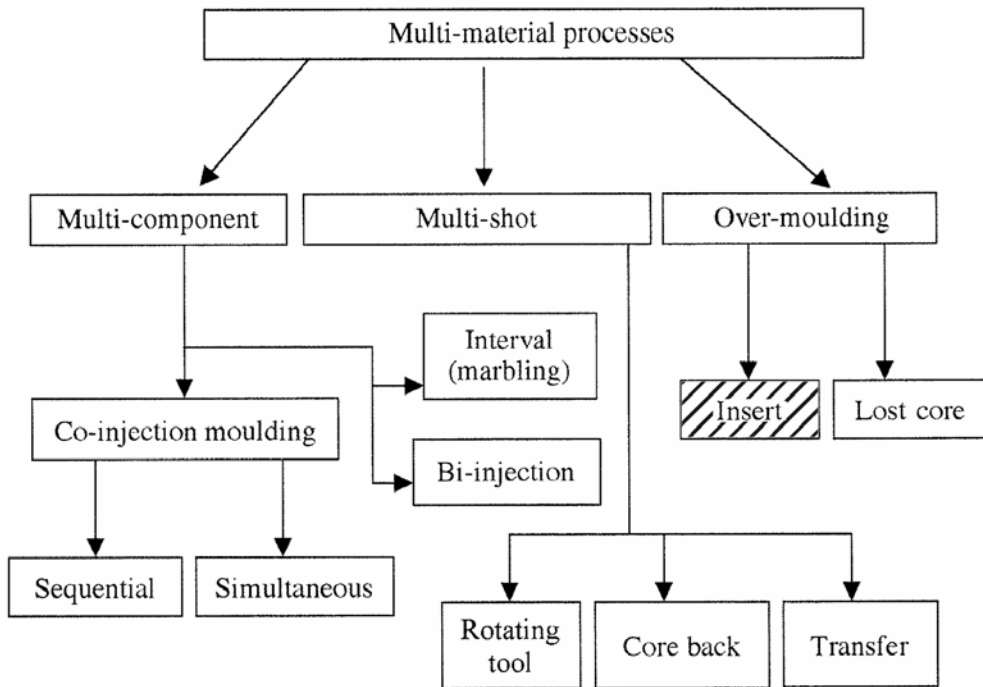 Multi-material processes
Multi-component
Multi-shot
Over-moulding
Interval
(marbling)
Insert
Lost core
Co-injection moulding
Bi-injection
Sequential
Simultaneous
Rotating
tool
Core back
Transfer